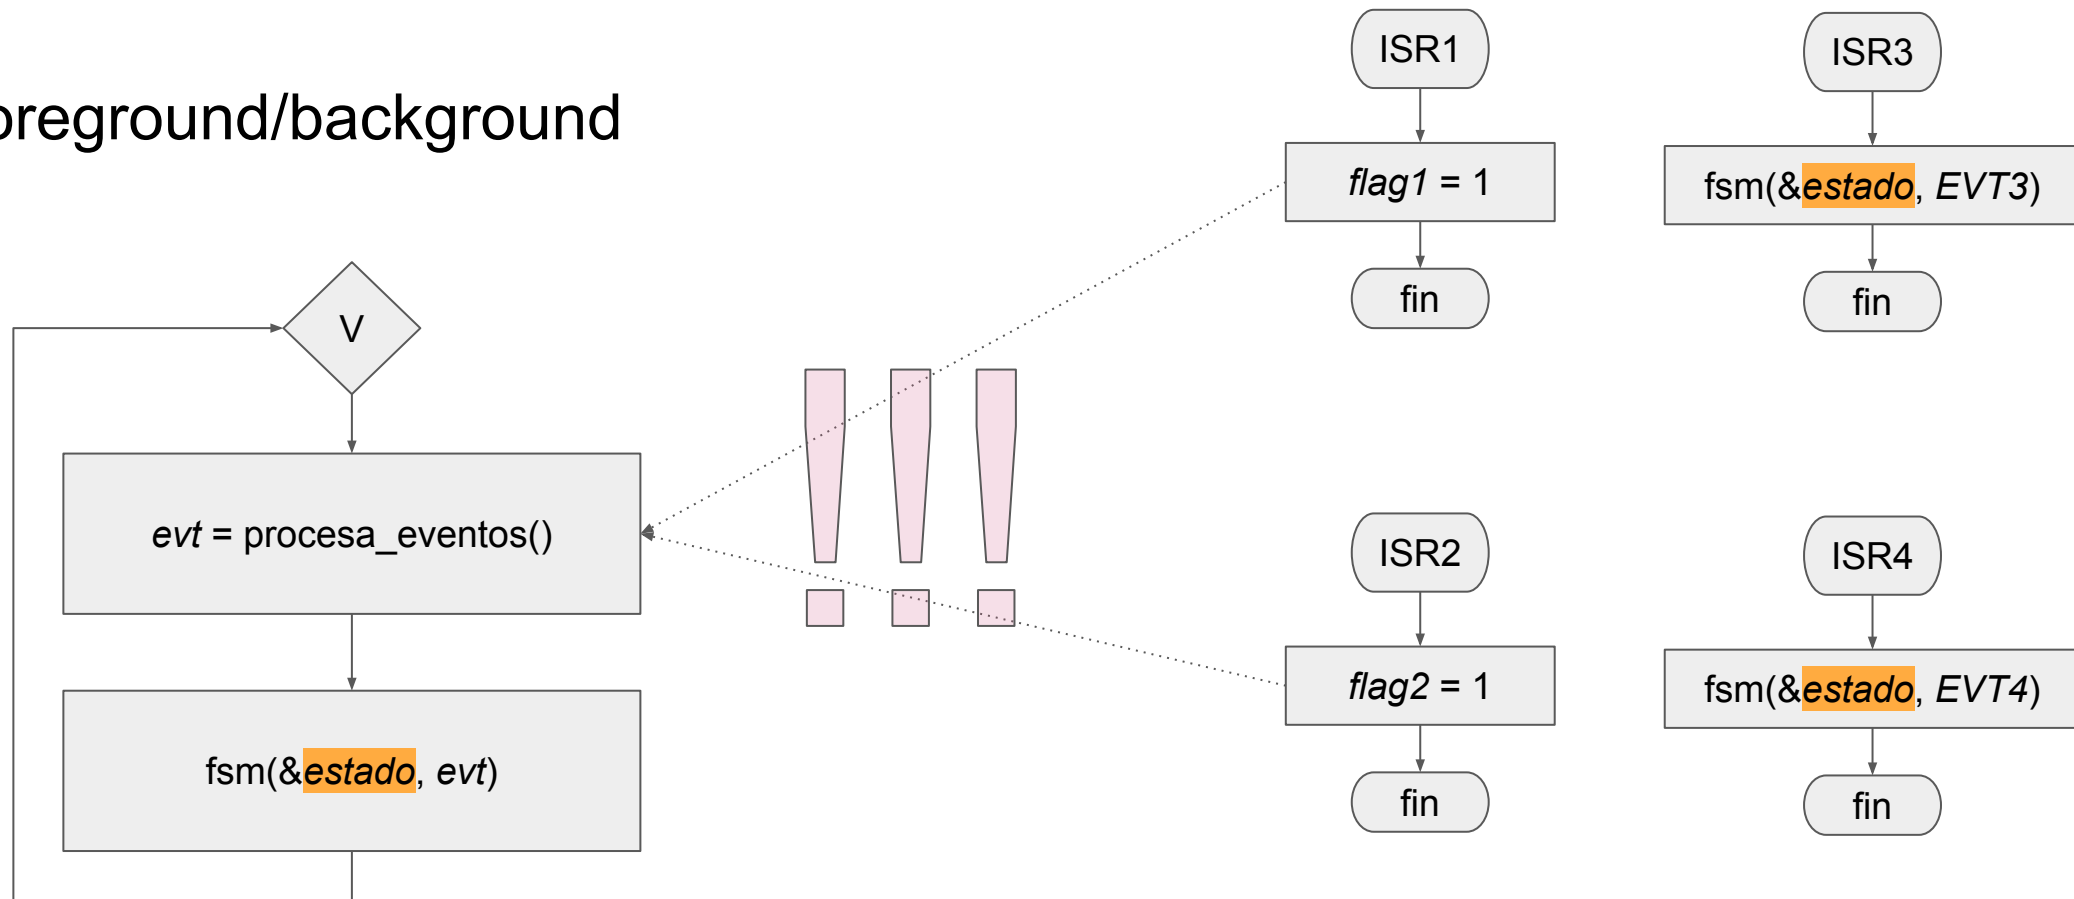 oreground/background
V
evt = procesa_eventos()
fsm(&estado, evt)
ISR1
flag1 = 1
fin
ISR3
fsm(&estado, EVT3)
fin
ISR2
flag2 = 1
fin
ISR4
fsm(&estado, EVT4)
fin
!!!